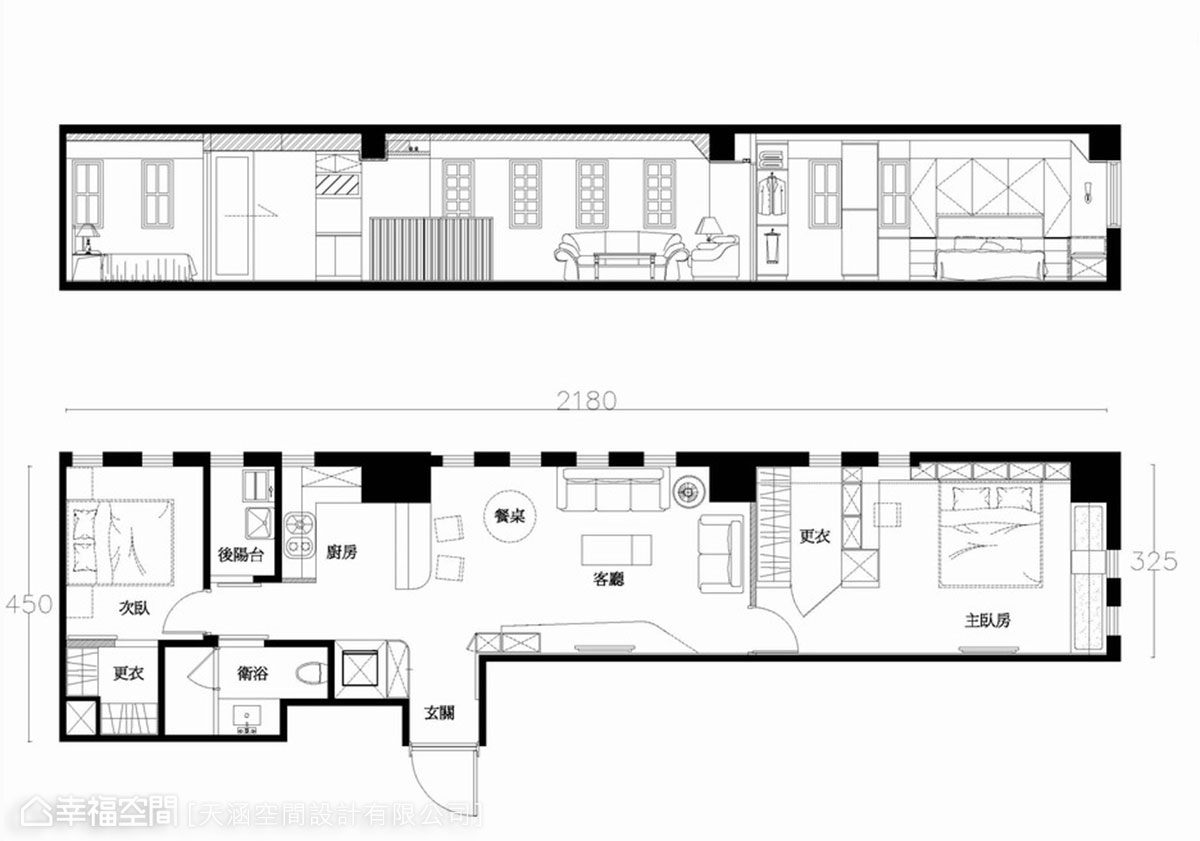 2180
餐桌
後陽台
廚房
更衣
客廳
450
325
次臥
主臥房
更衣
衛浴
玄關
幸福空間 [天涵空間設計有限公司]